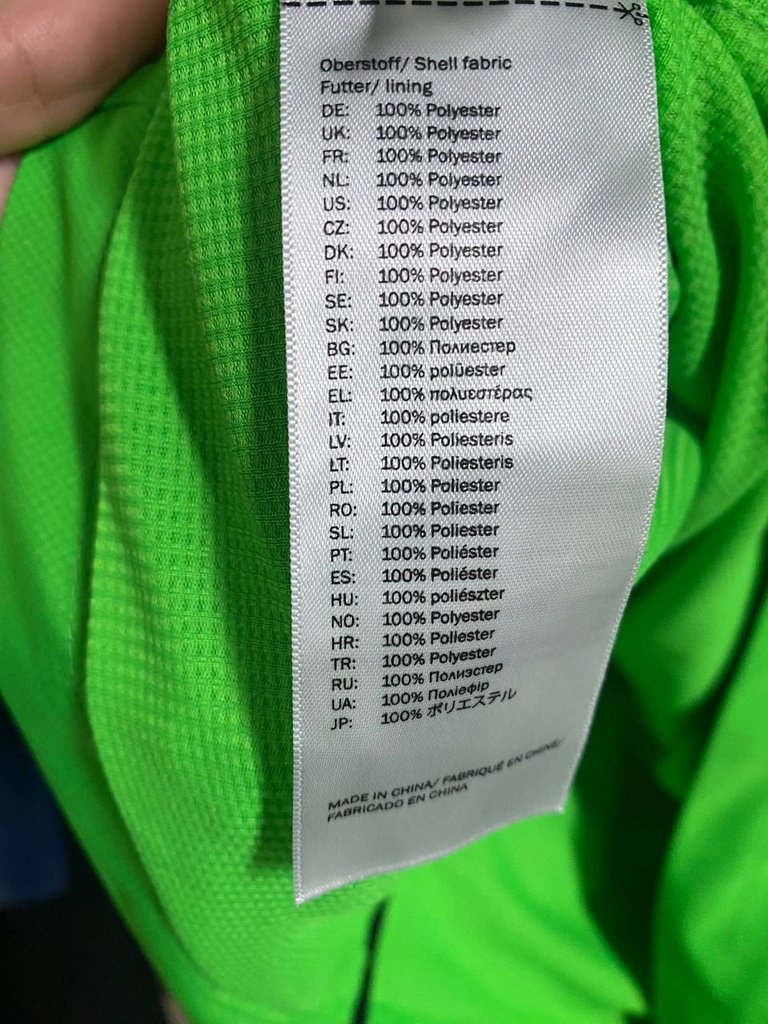 Oberstoff/ Shell fabric
Futter/ lining
DE: 100% Polyester
UK: 100% Polyester
FR: 100% Polyester
NL: 100% Polyester
US: 100% Polyester
CZ: 100% Polyester
DK: 100% Polyester
FI: 100% Polyester
SE: 100% Polyester
SK: 100% Polyester
BG: 100% Полиестер
EE: 100% polüester
EL: 100% πολυεστέρας
IT: 100% poliestere
LV: 100% Poliesteris
LT: 100% Poliesteris
PL: 100% Poliester
RO: 100% Poliester
SL: 100% Poliester
PT: 100% Poliéster
ES: 100% Poliéster
HU: 100% poliészter
NO: 100% Polyester
HR: 100% Poliester
TR: 100% Polyester
RU: 100% Полиэстер
UA: 100% Поліефір
JP: 100% ポリエステル
MADE IN CHINA/ FABRIQUÉ EN CHINE/
FABRICADO EN CHINA